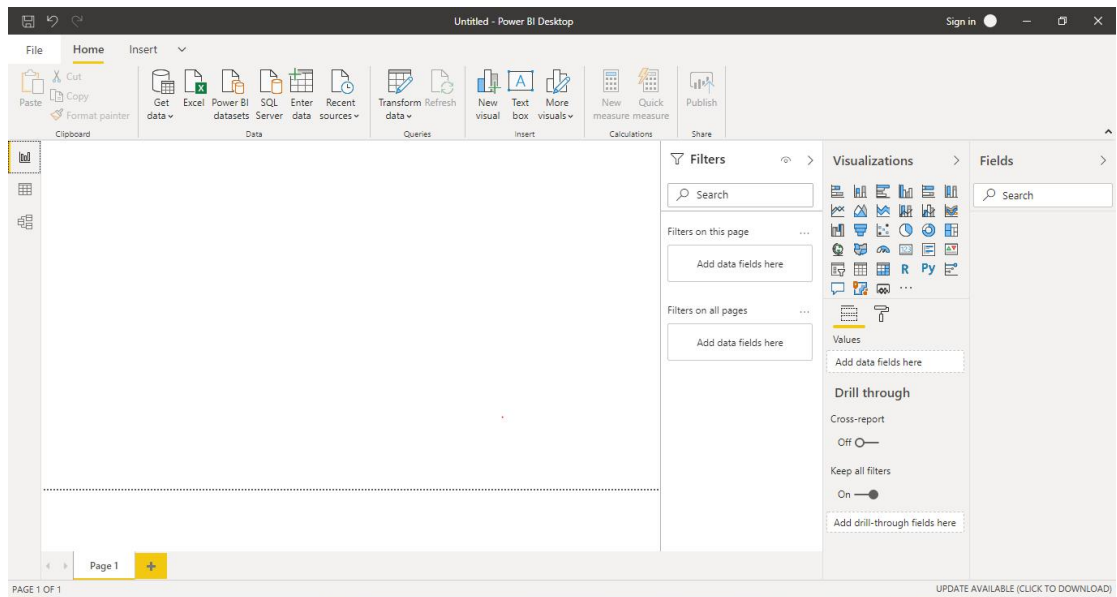 Untitled - Power BI Desktop
Sign in
File Home Insert
Paste
Cut
Copy
Format painter
Clipboard
Get data
Excel
Power BI datasets
SQL Server
Enter data
Recent sources
Data
Transform data
Refresh
Queries
New visual
Text box
More visuals
Insert
New measure
Quick measure
Calculations
Publish
Share
Filters
Search
Filters on this page
...
Add data fields here
Filters on all pages
...
Add data fields here
Visualizations
R Py
...
Values
Add data fields here
Drill through
Cross-report
Off
Keep all filters
On
Add drill-through fields here
Fields
Search
Page 1
+
PAGE 1 OF 1
UPDATE AVAILABLE (CLICK TO DOWNLOAD)